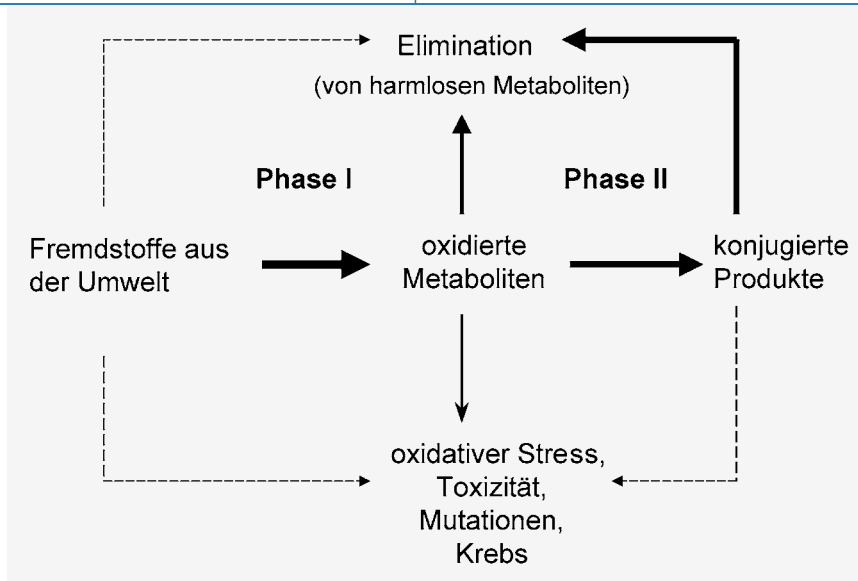 Elimination
(von harmlosen Metaboliten)
Phase I
Phase II
Fremdstoffe aus
der Umwelt
oxidierte
Metaboliten
konjugierte
Produkte
oxidativer Stress,
Toxizität,
Mutationen,
Krebs